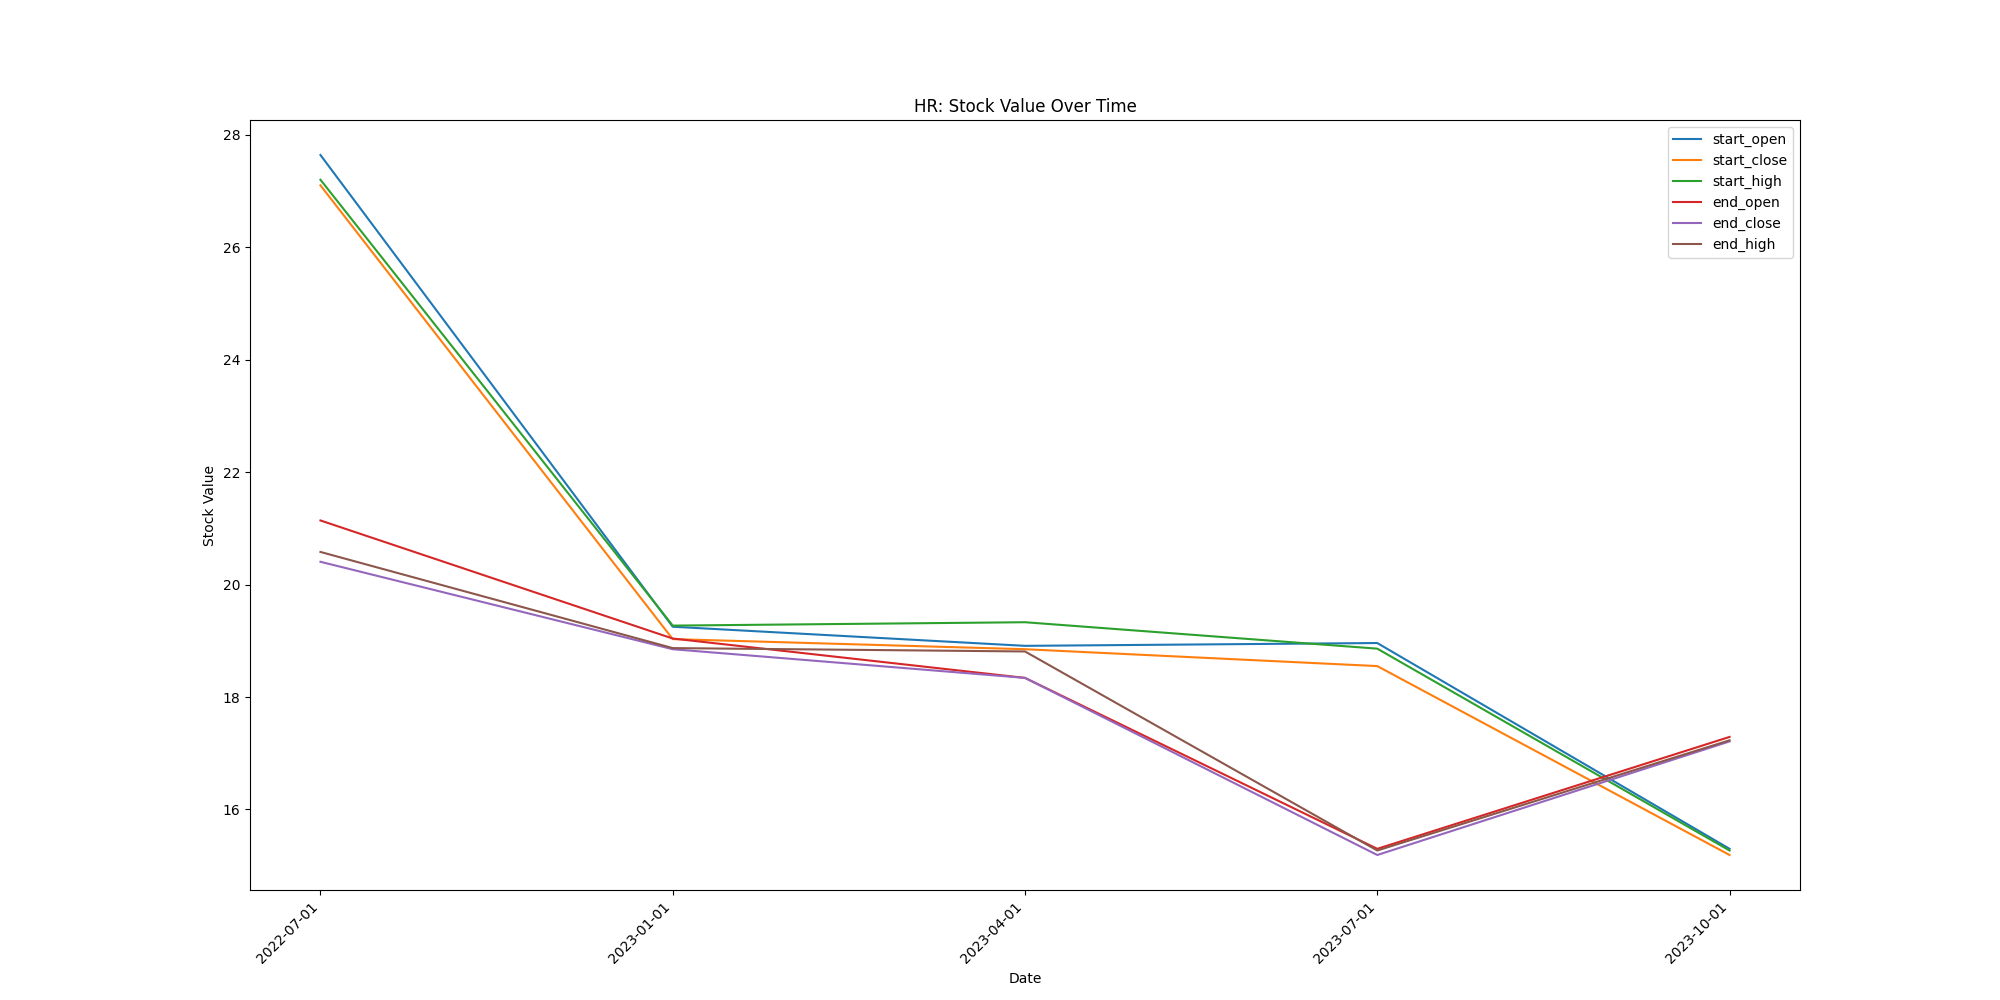 HR: Stock Value Over Time
28
26
24
22
20
18
16
Stock Value
start_open
start_close
start_high
end_open
end_close
end_high
2022-07-01
2023-01-01
2023-04-01
2023-07-01
2023-10-01
Date